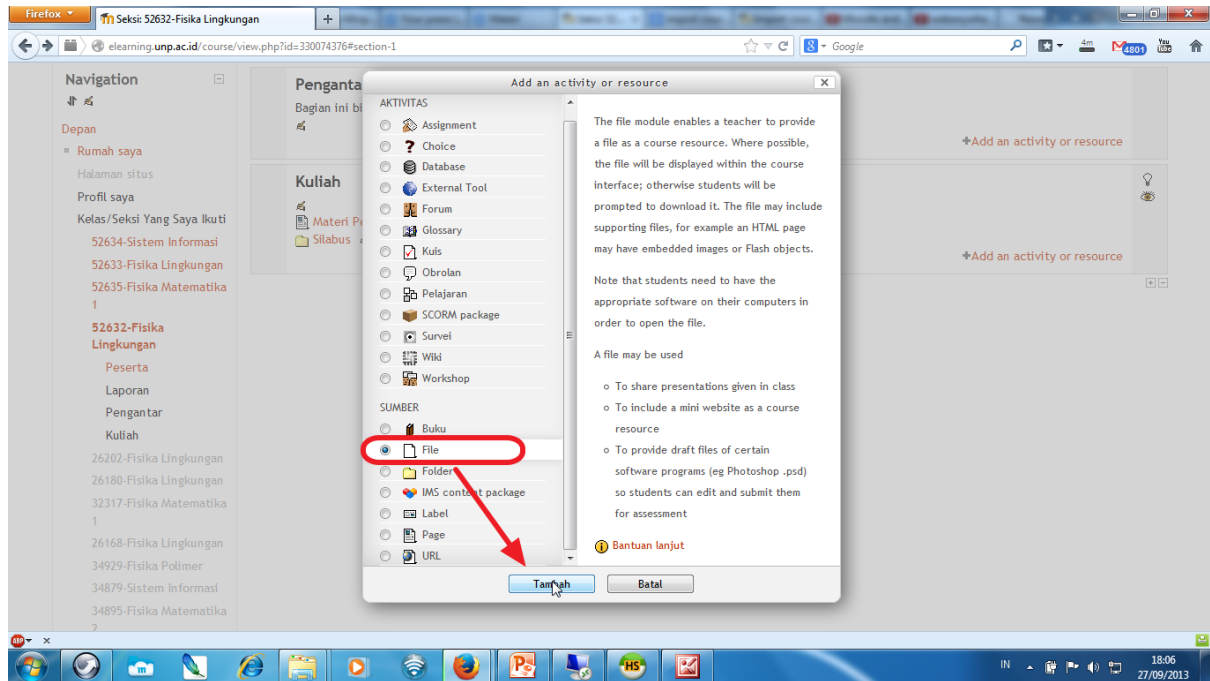 Firefox
Seksi: 52632-Fisika Lingkungan
elearning.unp.ac.id/course/view.php?id=330074376#section-1
Google
4m
4801
You Tube
Navigation
Depan
Rumah saya
Halaman situs
Profil saya
Kelas/Seksi Yang Saya Ikuti
52634-Sistem Informasi
52633-Fisika Lingkungan
52635-Fisika Matematika
1
52632-Fisika
Lingkungan
Peserta
Laporan
Pengantar
Kuliah
26202-Fisika Lingkungan
26180-Fisika Lingkungan
32317-Fisika Matematika
1
26168-Fisika Lingkungan
34929-Fisika Polimer
34879-Sistem Informasi
34895-Fisika Matematika
2
Penganta
Bagian ini bi
Add an activity or resource
Kuliah
Materi Pe
Silabus
Add an activity or resource
Add an activity or resource
AKTIVITAS
Assignment
Choice
Database
External Tool
Forum
Glossary
Kuis
Obrolan
Pelajaran
SCORM package
Survei
Wiki
Workshop
SUMBER
Buku
File
Folder
IMS content package
Label
Page
URL
The file module enables a teacher to provide
a file as a course resource. Where possible,
the file will be displayed within the course
interface; otherwise students will be
prompted to download it. The file may include
supporting files, for example an HTML page
may have embedded images or Flash objects.
Note that students need to have the
appropriate software on their computers in
order to open the file.
A file may be used
To share presentations given in class
To include a mini website as a course
resource
To provide draft files of certain
software programs (eg Photoshop .psd)
so students can edit and submit them
for assessment
Bantuan lanjut
Tambah
Batal
ABP
HS
IN
18:06
27/09/2013